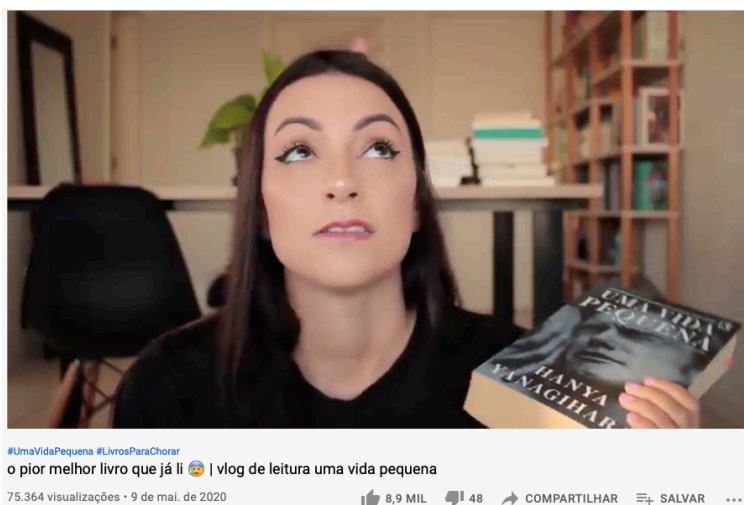 UMA VIDA
PEQUENA
HANYA
YANAGIHAR
#UmaVidaPequena #LivrosParaChorar
o pior melhor livro que já li 😰 | vlog de leitura uma vida pequena
75.364 visualizações • 9 de mai. de 2020
8,9 MIL 48 COMPARTILHAR SALVAR ...